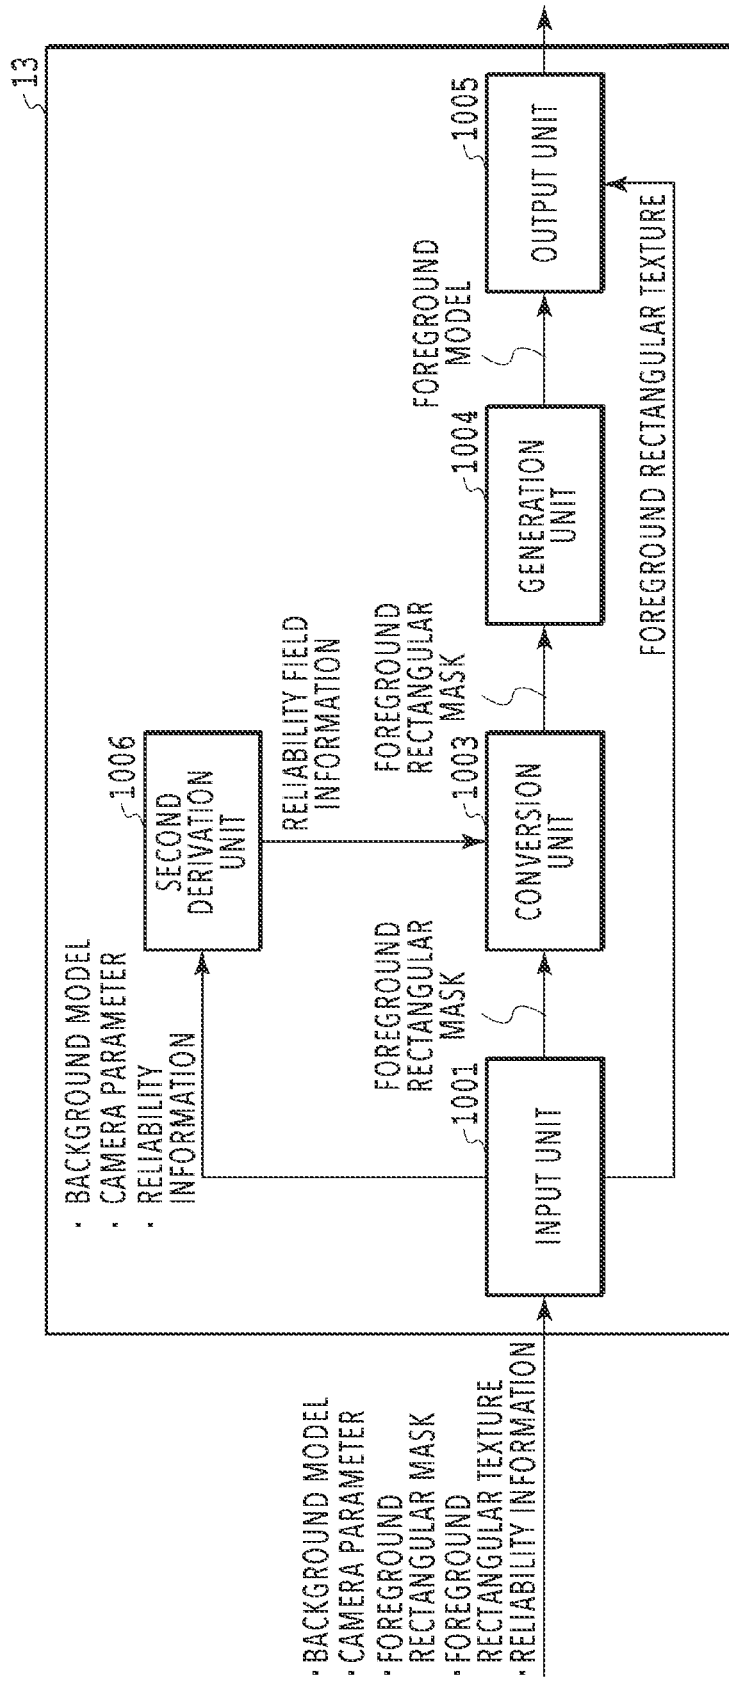 13
· BACKGROUND MODEL
· CAMERA PARAMETER
· FOREGROUND
RECTANGULAR MASK
· FOREGROUND
RECTANGULAR TEXTURE
· RELIABILITY INFORMATION
· BACKGROUND MODEL
· CAMERA PARAMETER
· RELIABILITY
INFORMATION
1001
INPUT UNIT
FOREGROUND
RECTANGULAR
MASK
1006
SECOND
DERIVATION
UNIT
RELIABILITY FIELD
INFORMATION
1003
CONVERSION
UNIT
FOREGROUND
RECTANGULAR
MASK
1004
GENERATION
UNIT
FOREGROUND
MODEL
1005
OUTPUT UNIT
FOREGROUND RECTANGULAR TEXTURE